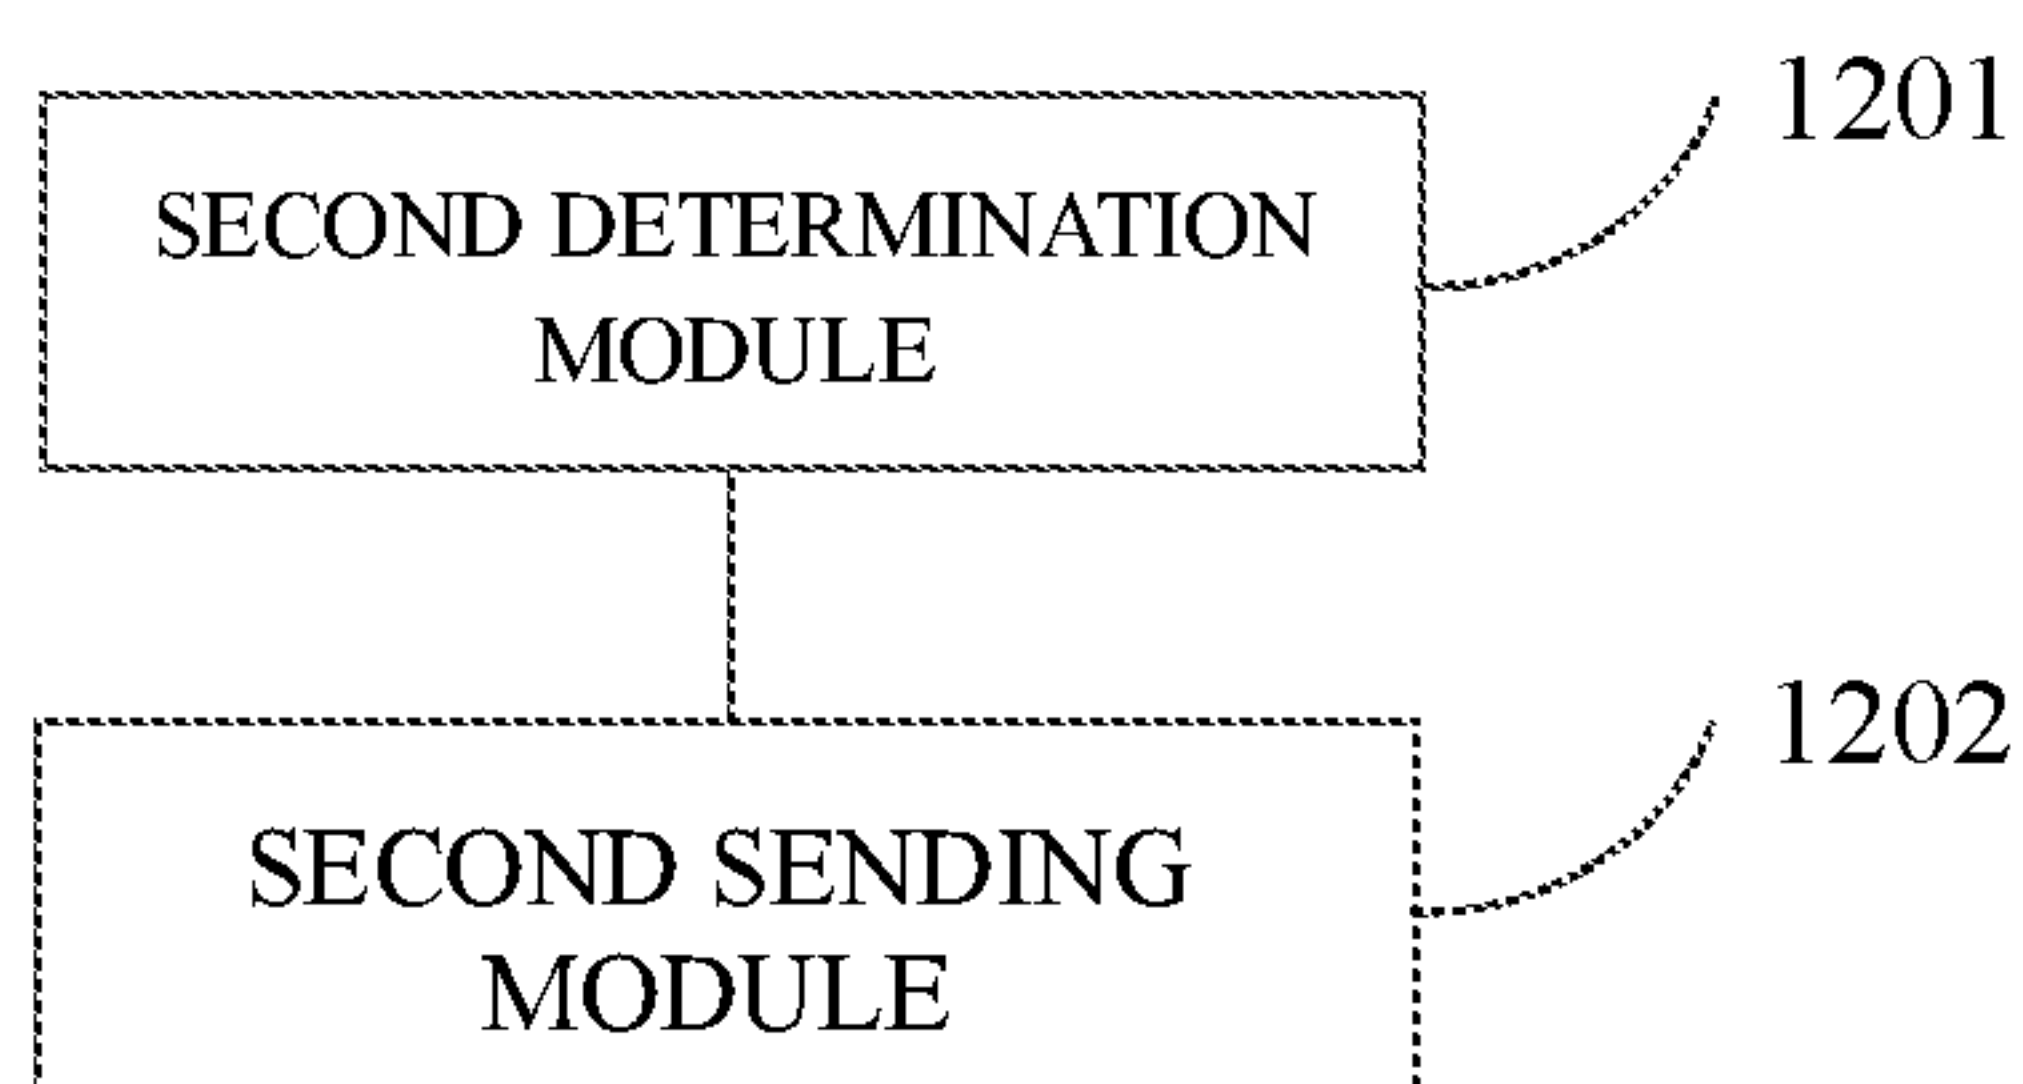 1201
SECOND DETERMINATION
MODULE
1202
SECOND SENDING
MODULE